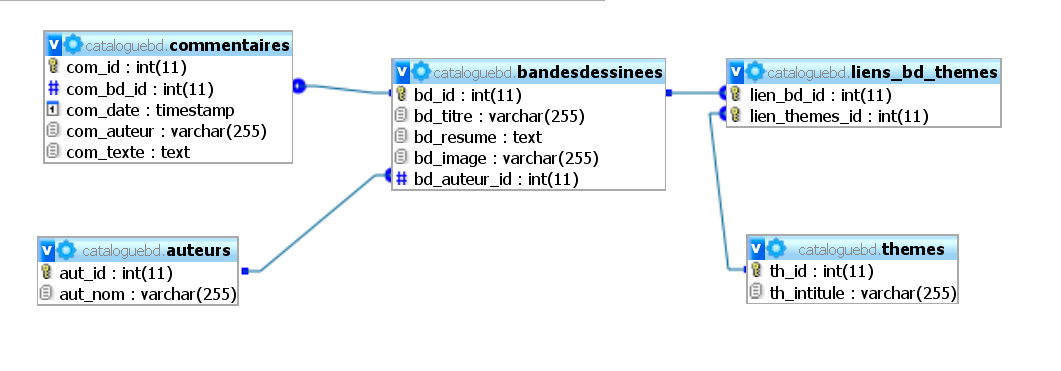 cataloguebd.commentaires
com_id : int(11)
com_bd_id : int(11)
com_date : timestamp
com_auteur : varchar(255)
com_texte : text
cataloguebd.bandesdessinees
bd_id : int(11)
bd_titre : varchar(255)
bd_resume : text
bd_image : varchar(255)
bd_auteur_id : int(11)
cataloguebd.liens_bd_themes
lien_bd_id : int(11)
lien_themes_id : int(11)
cataloguebd.auteurs
aut_id : int(11)
aut_nom : varchar(255)
cataloguebd.themes
th_id : int(11)
th_intitule : varchar(255)